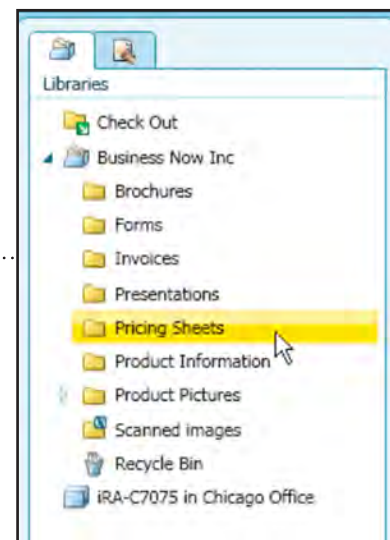 Libraries
Check Out
Business Now Inc
Brochures
Forms
Invoices
Presentations
Pricing Sheets
Product Information
Product Pictures
Scanned images
Recycle Bin
iRA-C7075 in Chicago Office